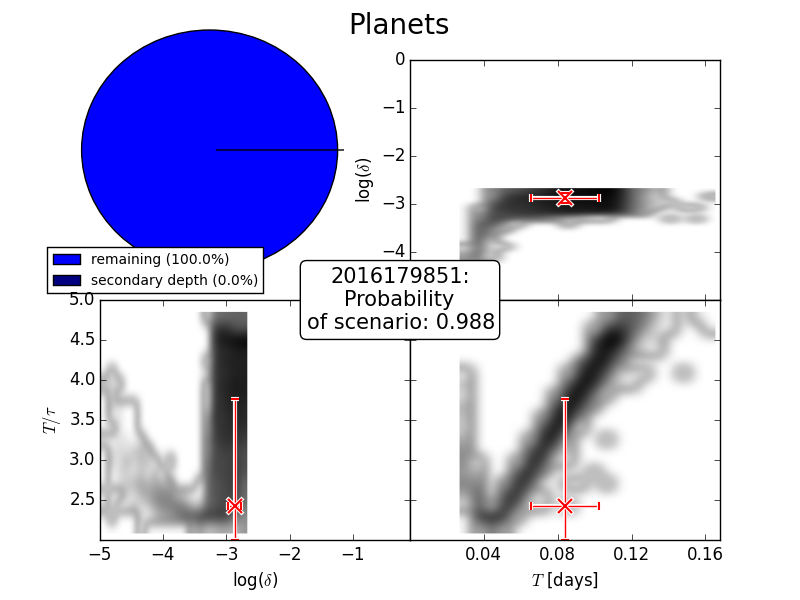 Planets
0
−1
−2
−3
−4
log(δ)
remaining (100.0%)
secondary depth (0.0%)
2016179851:
Probability
of scenario: 0.988
5.0
4.5
4.0
3.5
3.0
2.5
T/τ
−5 −4 −3 −2 −1
log(δ)
0.04 0.08 0.12 0.16
T [days]